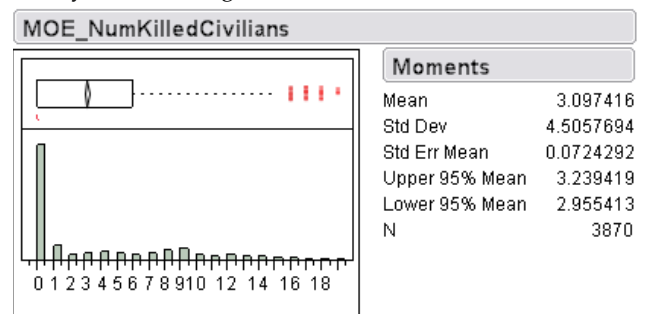 MOE_NumKilledCivilians
Moments
Mean 3.097416
Std Dev 4.5057694
Std Err Mean 0.0724292
Upper 95% Mean 3.239419
Lower 95% Mean 2.955413
N 3870
0 1 2 3 4 5 6 7 8 9 10 12 14 16 18